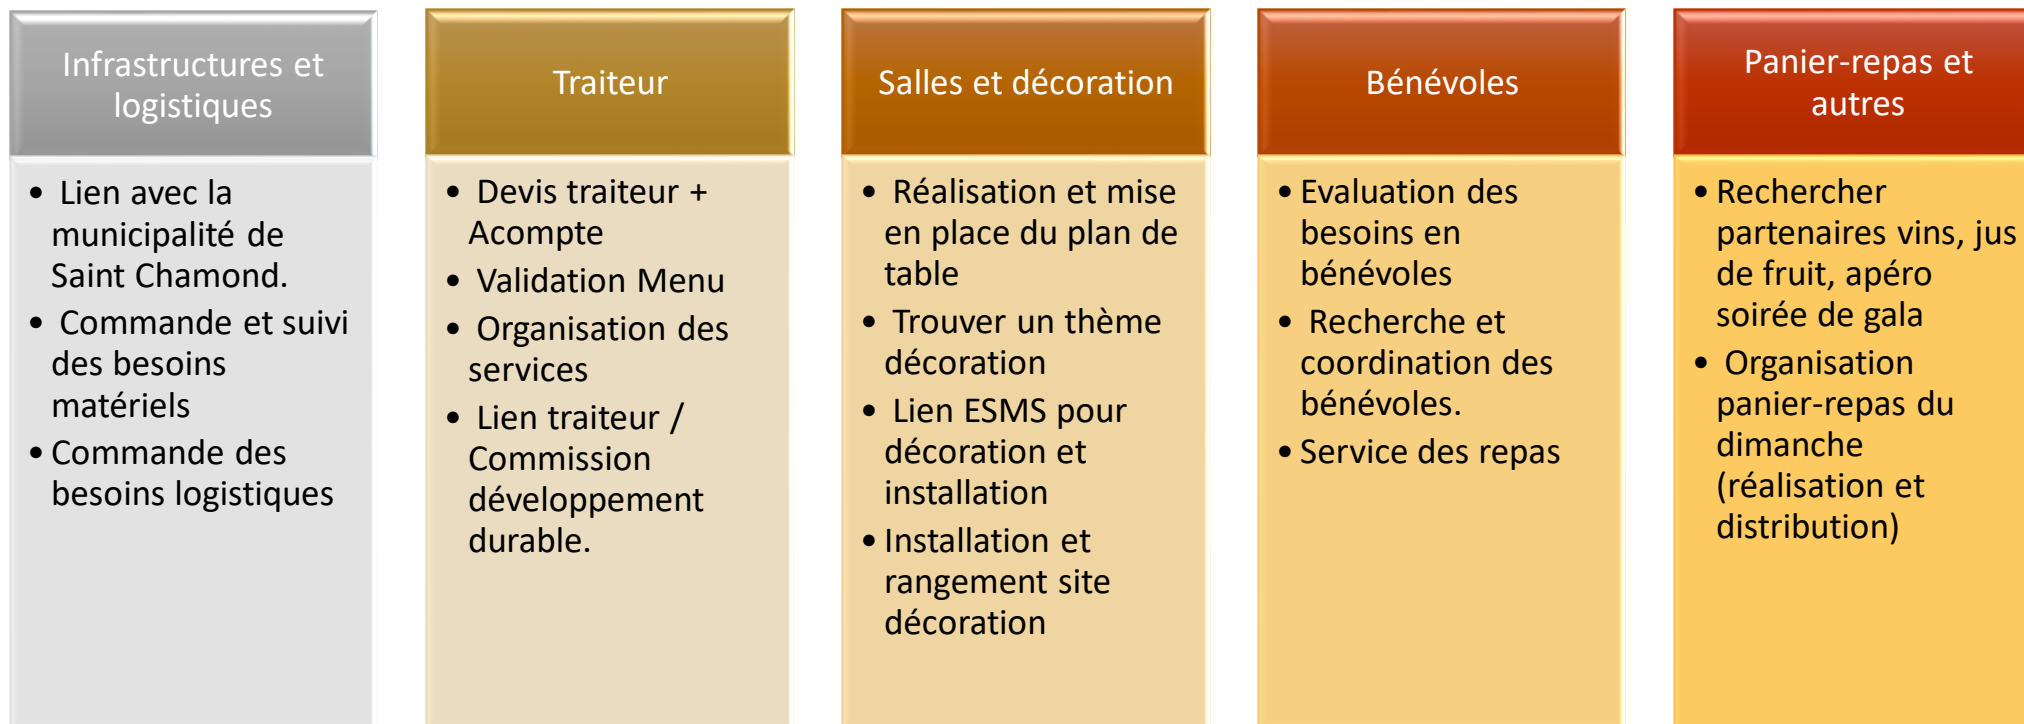 Infrastructures et
logistiques
• Lien avec la
municipalité de
Saint Chamond.
• Commande et suivi
des besoins
matériels
• Commande des
besoins logistiques
Traiteur
• Devis traiteur +
Acompte
• Validation Menu
• Organisation des
services
• Lien traiteur /
Commission
développement
durable.
Salles et décoration
• Réalisation et mise
en place du plan de
table
• Trouver un thème
décoration
• Lien ESMS pour
décoration et
installation
• Installation et
rangement site
décoration
Bénévoles
• Evaluation des
besoins en
bénévoles
• Recherche et
coordination des
bénévoles.
• Service des repas
Panier-repas et
autres
• Rechercher
partenaires vins, jus
de fruit, apéro
soirée de gala
• Organisation
panier-repas du
dimanche
(réalisation et
distribution)